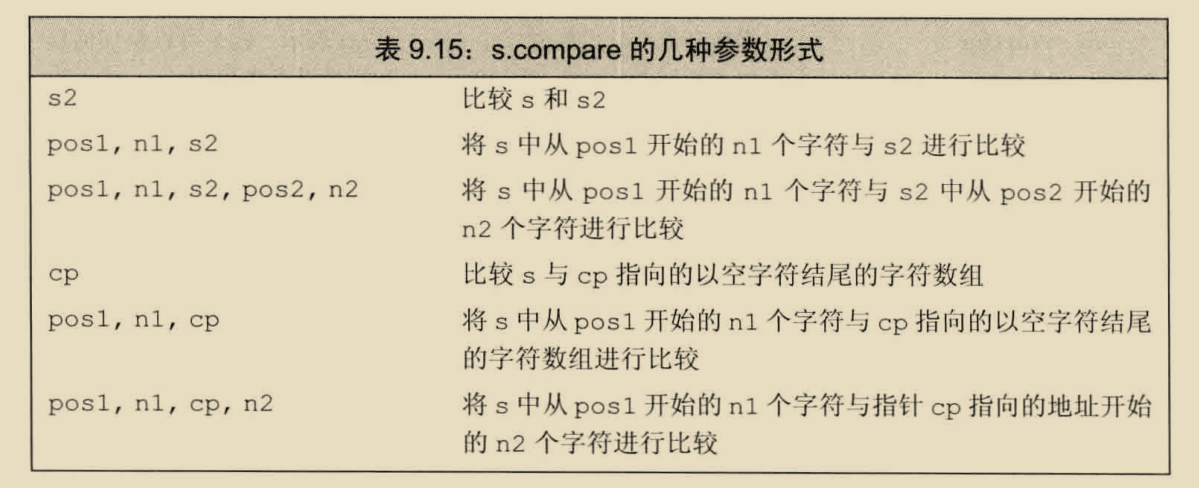 表 9.15：s.compare 的几种参数形式
s2 比较 s 和 s2
pos1, n1, s2 将 s 中从 pos1 开始的 n1 个字符与 s2 进行比较
pos1, n1, s2, pos2, n2 将 s 中从 pos1 开始的 n1 个字符与 s2 中从 pos2 开始的
n2 个字符进行比较
cp 比较 s 与 cp 指向的以空字符结尾的字符数组
pos1, n1, cp 将 s 中从 pos1 开始的 n1 个字符与 cp 指向的以空字符结尾
的字符数组进行比较
pos1, n1, cp, n2 将 s 中从 pos1 开始的 n1 个字符与指针 cp 指向的地址开始
的 n2 个字符进行比较